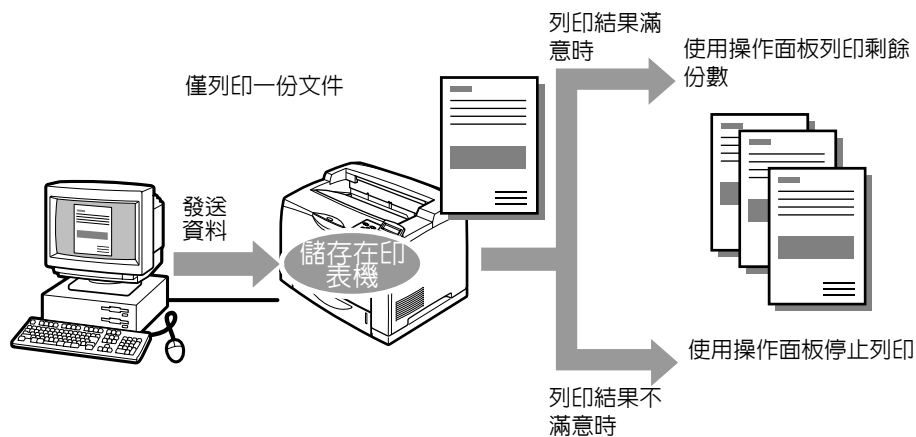 列印結果滿
意時
使用操作面板列印剩餘
份數
僅列印一份文件
發送
資料
儲存在印
表機
使用操作面板停止列印
列印結果不
滿意時